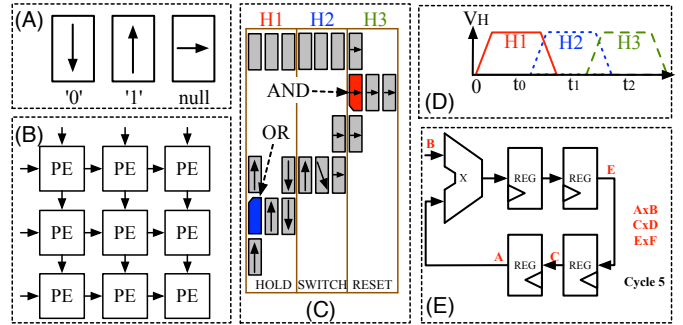 (A)
'0' '1' null
(B)
PE PE PE
PE PE PE
PE PE PE
H1 H2 H3
AND
OR
HOLD SWITCH RESET
(C)
VH
H1 H2 H3
0 t0 t1 t2
(D)
B
X
REG REG
E
AxB
CxD
ExF
A
REG
C
REG
Cycle 5
(E)